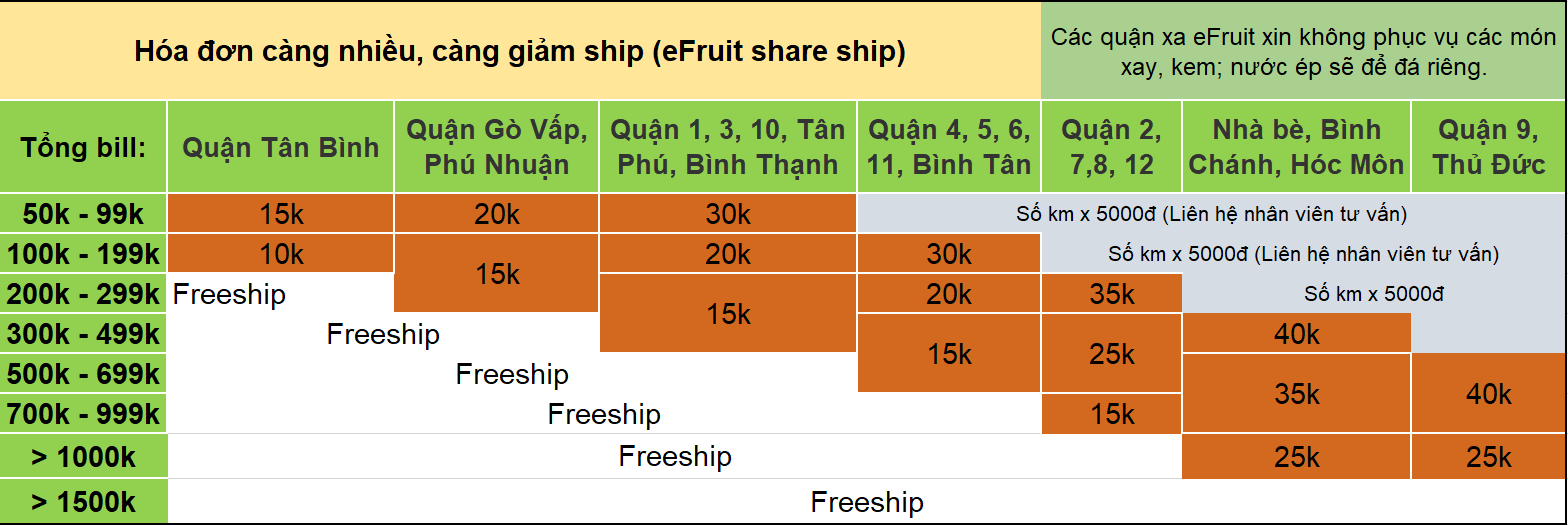 Hóa đơn càng nhiều, càng giảm ship (eFruit share ship)
Các quận xa eFruit xin không phục vụ các món
xay, kem; nước ép sẽ để đá riêng.
Tổng bill:
Quận Tân Bình
Quận Gò Vấp,
Phú Nhuận
Quận 1, 3, 10, Tân
Phú, Bình Thạnh
Quận 4, 5, 6,
11, Bình Tân
Quận 2,
7,8, 12
Nhà bè, Bình
Chánh, Hóc Môn
Quận 9,
Thủ Đức
50k - 99k
15k
20k
30k
Số km x 5000đ (Liên hệ nhân viên tư vấn)
100k - 199k
10k
15k
20k
30k
Số km x 5000đ (Liên hệ nhân viên tư vấn)
200k - 299k
Freeship
15k
20k
35k
Số km x 5000đ
300k - 499k
Freeship
15k
25k
40k
500k - 699k
Freeship
35k
40k
700k - 999k
Freeship
15k
> 1000k
Freeship
25k
25k
> 1500k
Freeship